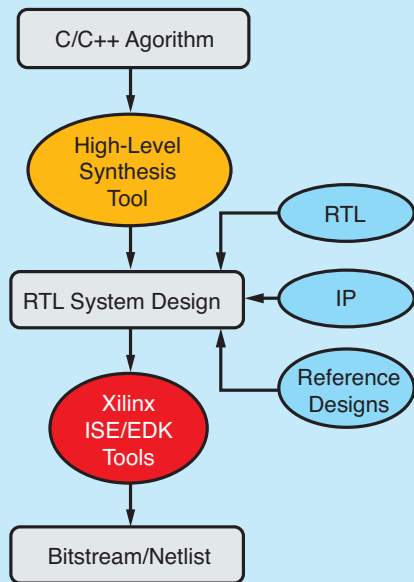 C/C++ Agorithm
High-Level
Synthesis
Tool
RTL
RTL System Design
IP
Reference
Designs
Xilinx
ISE/EDK
Tools
Bitstream/Netlist